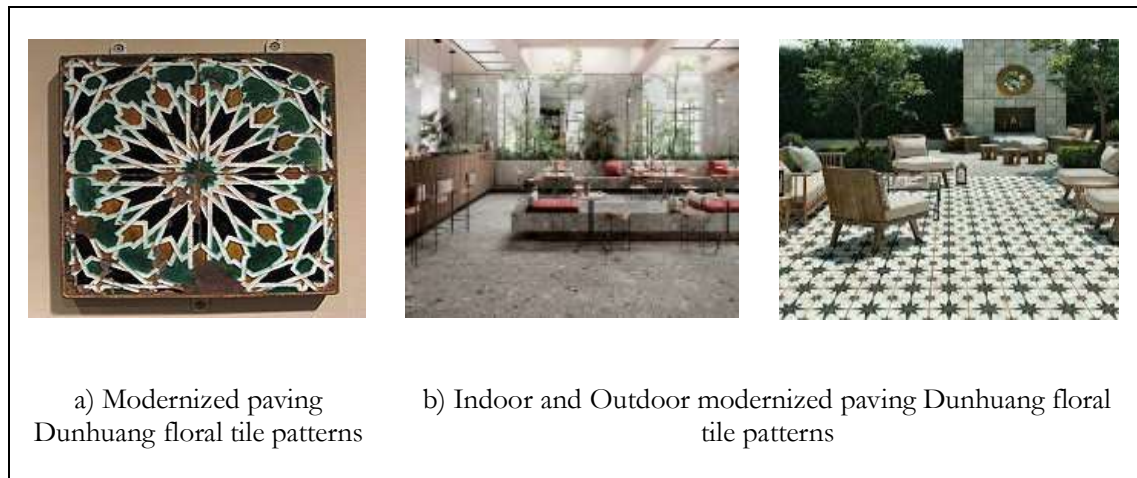 a) Modernized paving
Dunhuang floral tile patterns
b) Indoor and Outdoor modernized paving Dunhuang floral
tile patterns